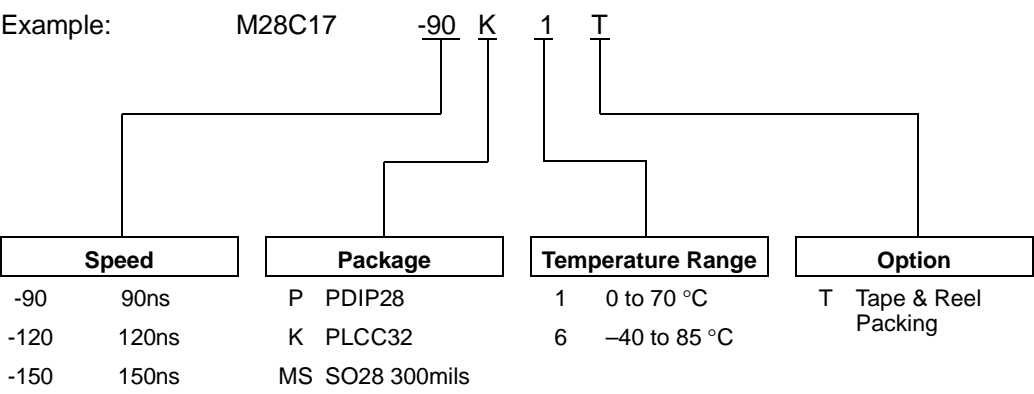 Example: M28C17 -90 K 1 T
Speed Package Temperature Range Option
-90 90ns P PDIP28 1 0 to 70 °C T Tape & Reel
Packing
-120 120ns K PLCC32 6 –40 to 85 °C
-150 150ns MS SO28 300mils